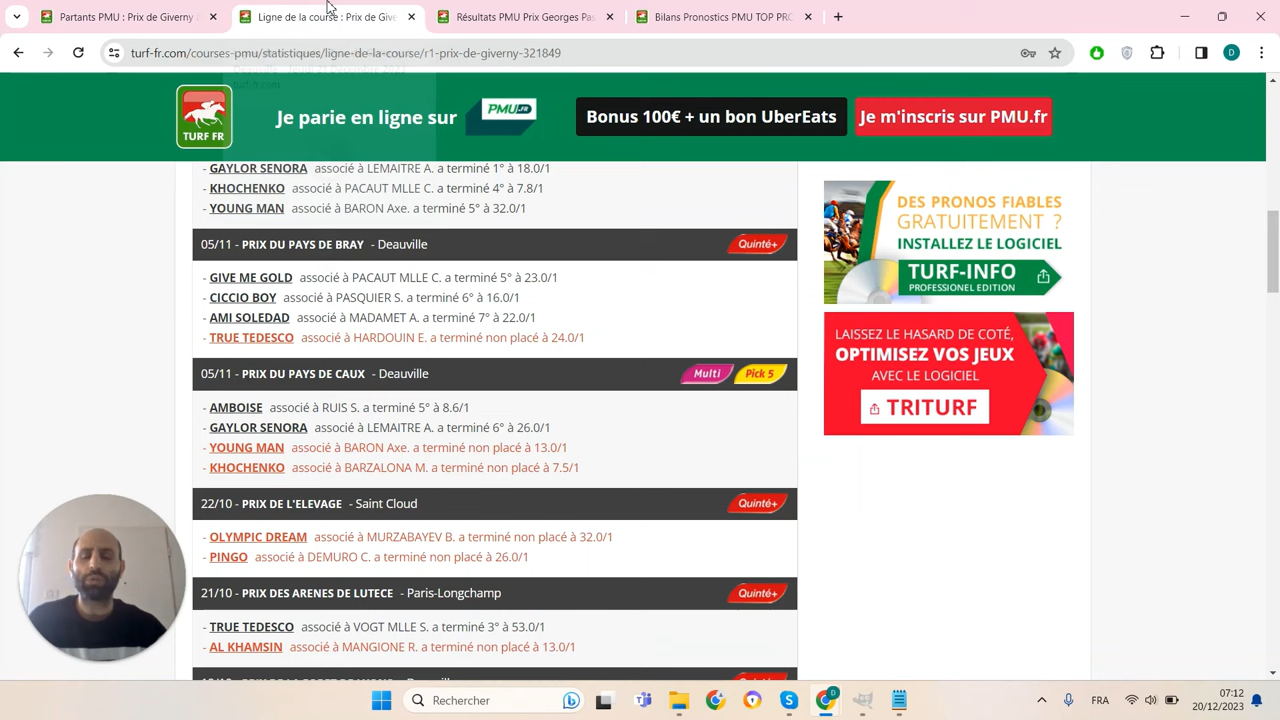 Partants PMU : Prix de Giverny
Ligne de la course : Prix de Give
Résultats PMU Prix Georges Pas
Bilans Pronostics PMU TOP PRO
turf-fr.com/courses-pmu/statistiques/ligne-de-la-course/r1-prix-de-giverny-321849
D
TURF FR
Je parie en ligne sur
PMU.FR
Bonus 100€ + un bon UberEats
Je m'inscris sur PMU.fr
- GAYLOR SENORA associé à LEMAITRE A. a terminé 1° à 18.0/1
- KHOCHENKO associé à PACAUT MLLE C. a terminé 4° à 7.8/1
- YOUNG MAN associé à BARON Axe. a terminé 5° à 32.0/1
05/11 - PRIX DU PAYS DE BRAY - Deauville Quinté+
- GIVE ME GOLD associé à PACAUT MLLE C. a terminé 5° à 23.0/1
- CICCIO BOY associé à PASQUIER S. a terminé 6° à 16.0/1
- AMI SOLEDAD associé à MADAMET A. a terminé 7° à 22.0/1
- TRUE TEDESCO associé à HARDOUIN E. a terminé non placé à 24.0/1
05/11 - PRIX DU PAYS DE CAUX - Deauville Multi Pick 5
- AMBOISE associé à RUIS S. a terminé 5° à 8.6/1
- GAYLOR SENORA associé à LEMAITRE A. a terminé 6° à 26.0/1
- YOUNG MAN associé à BARON Axe. a terminé non placé à 13.0/1
- KHOCHENKO associé à BARZALONA M. a terminé non placé à 7.5/1
22/10 - PRIX DE L'ELEVAGE - Saint Cloud Quinté+
- OLYMPIC DREAM associé à MURZABAYEV B. a terminé non placé à 32.0/1
- PINGO associé à DEMURO C. a terminé non placé à 26.0/1
21/10 - PRIX DES ARENES DE LUTECE - Paris-Longchamp Quinté+
- TRUE TEDESCO associé à VOGT MLLE S. a terminé 3° à 53.0/1
- AL KHAMSIN associé à MANGIONE R. a terminé non placé à 13.0/1
DES PRONOS FIABLES
GRATUITEMENT ?
INSTALLEZ LE LOGICIEL
TURF-INFO
PROFESSIONEL EDITION
LAISSEZ LE HASARD DE COTÉ,
OPTIMISEZ VOS JEUX
AVEC LE LOGICIEL
TRITURF
Rechercher
FRA
07:12
20/12/2023